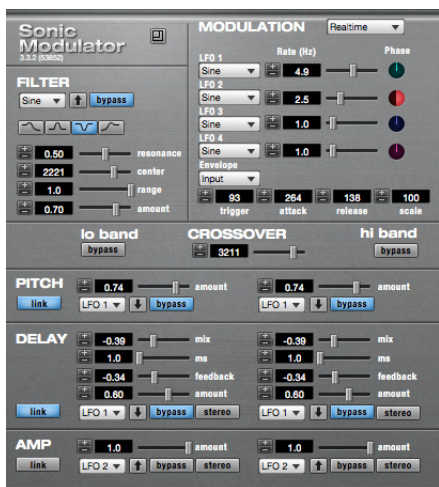 Sonic
Modulator
3.3.2 (53852)
FILTER
Sine
bypass
0.50 resonance
2221 center
1.0 range
0.70 amount
MODULATION Realtime
Rate (Hz) Phase
LFO 1
Sine 4.9
LFO 2
Sine 2.5
LFO 3
Sine 1.0
LFO 4
Sine 1.0
Envelope
Input
93 264 138 100
trigger attack release scale
lo band CROSSOVER hi band
bypass 3211 bypass
PITCH 0.74 amount 0.74 amount
link LFO 1 bypass LFO 1 bypass
DELAY -0.39 mix -0.39 mix
1.0 ms 1.0 ms
-0.34 feedback -0.34 feedback
0.60 amount 0.60 amount
link LFO 1 bypass stereo LFO 1 bypass stereo
AMP 1.0 amount 1.0 amount
link LFO 2 bypass stereo LFO 2 bypass stereo